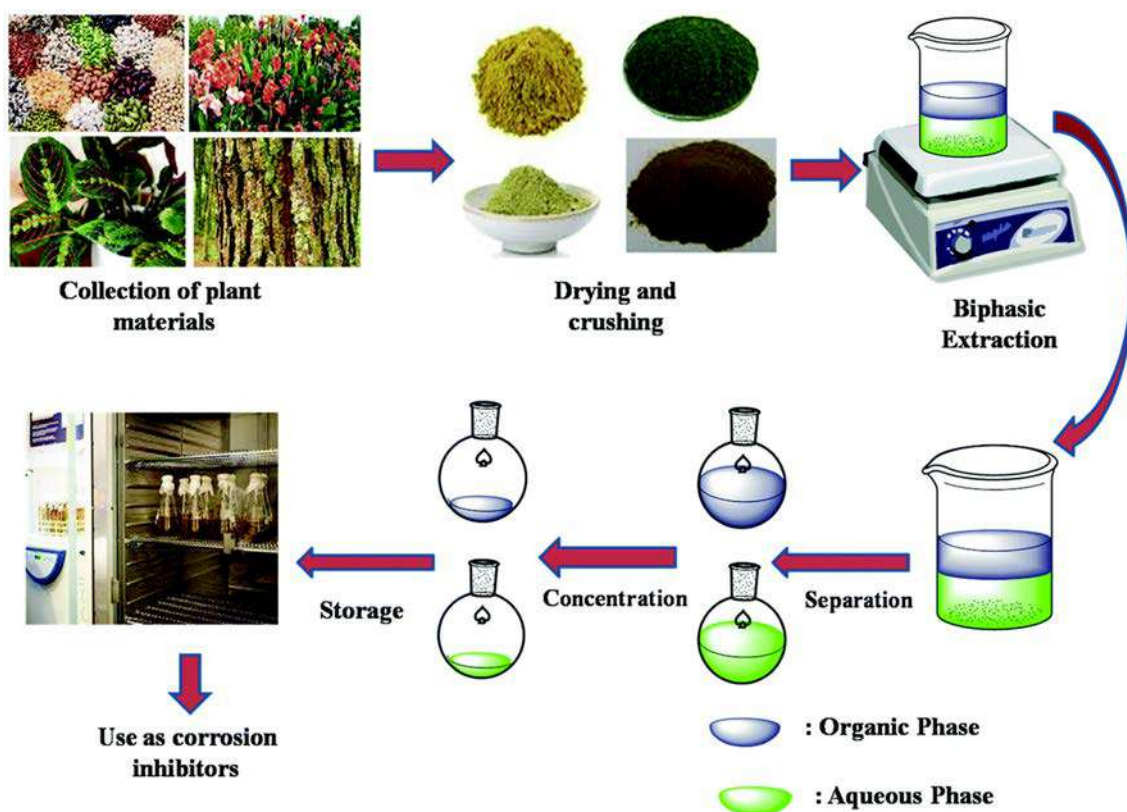 Collection of plant
materials
Drying and
crushing
Biphasic
Extraction
Storage
Concentration
Separation
Use as corrosion
inhibitors
: Organic Phase
: Aqueous Phase